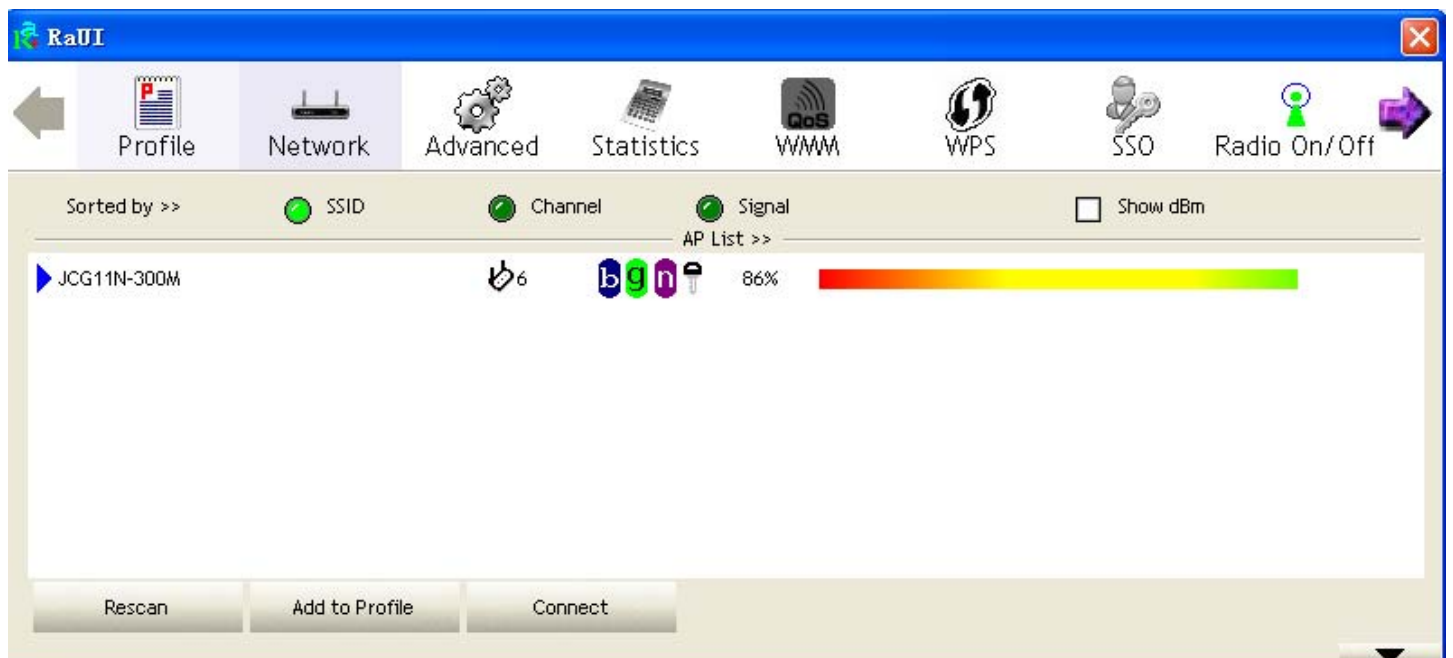 RaUI
Profile Network Advanced Statistics QoS WMM WPS SSO Radio On/Off
Sorted by >> SSID Channel Signal Show dBm
AP List >>
JCG11N-300M 6 b g n 86%
Rescan Add to Profile Connect